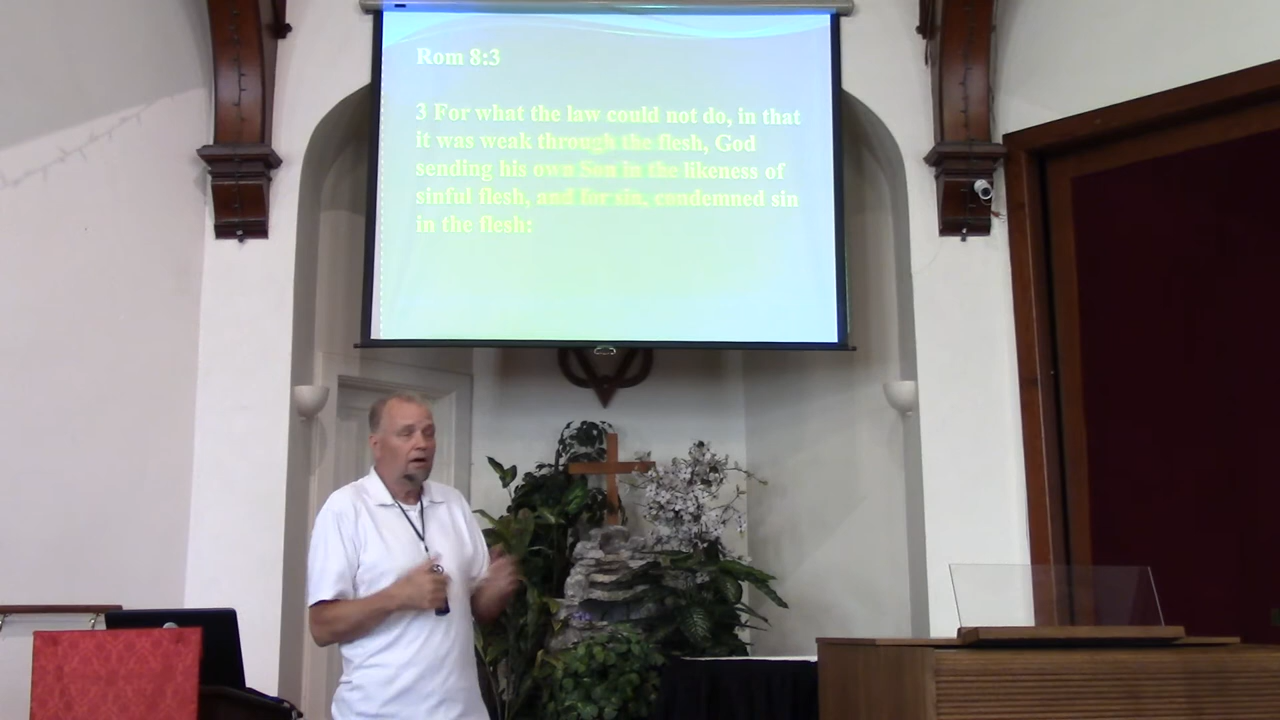 Rom 8:3
3 For what the law could not do, in that
it was weak through the flesh, God
sending his own Son in the likeness of
sinful flesh, and for sin, condemned sin
in the flesh: